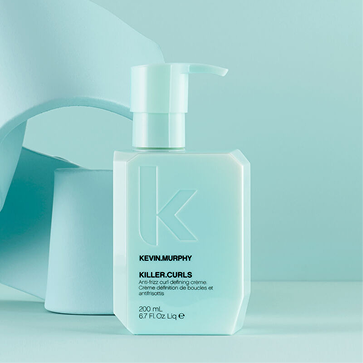 K
KEVIN.MURPHY
KILLER.CURLS
Anti-frizz curl defining crème
Crème définition de boucles et
antifrisottis
200 mL
6.7 Fl.Oz. Liq ℮